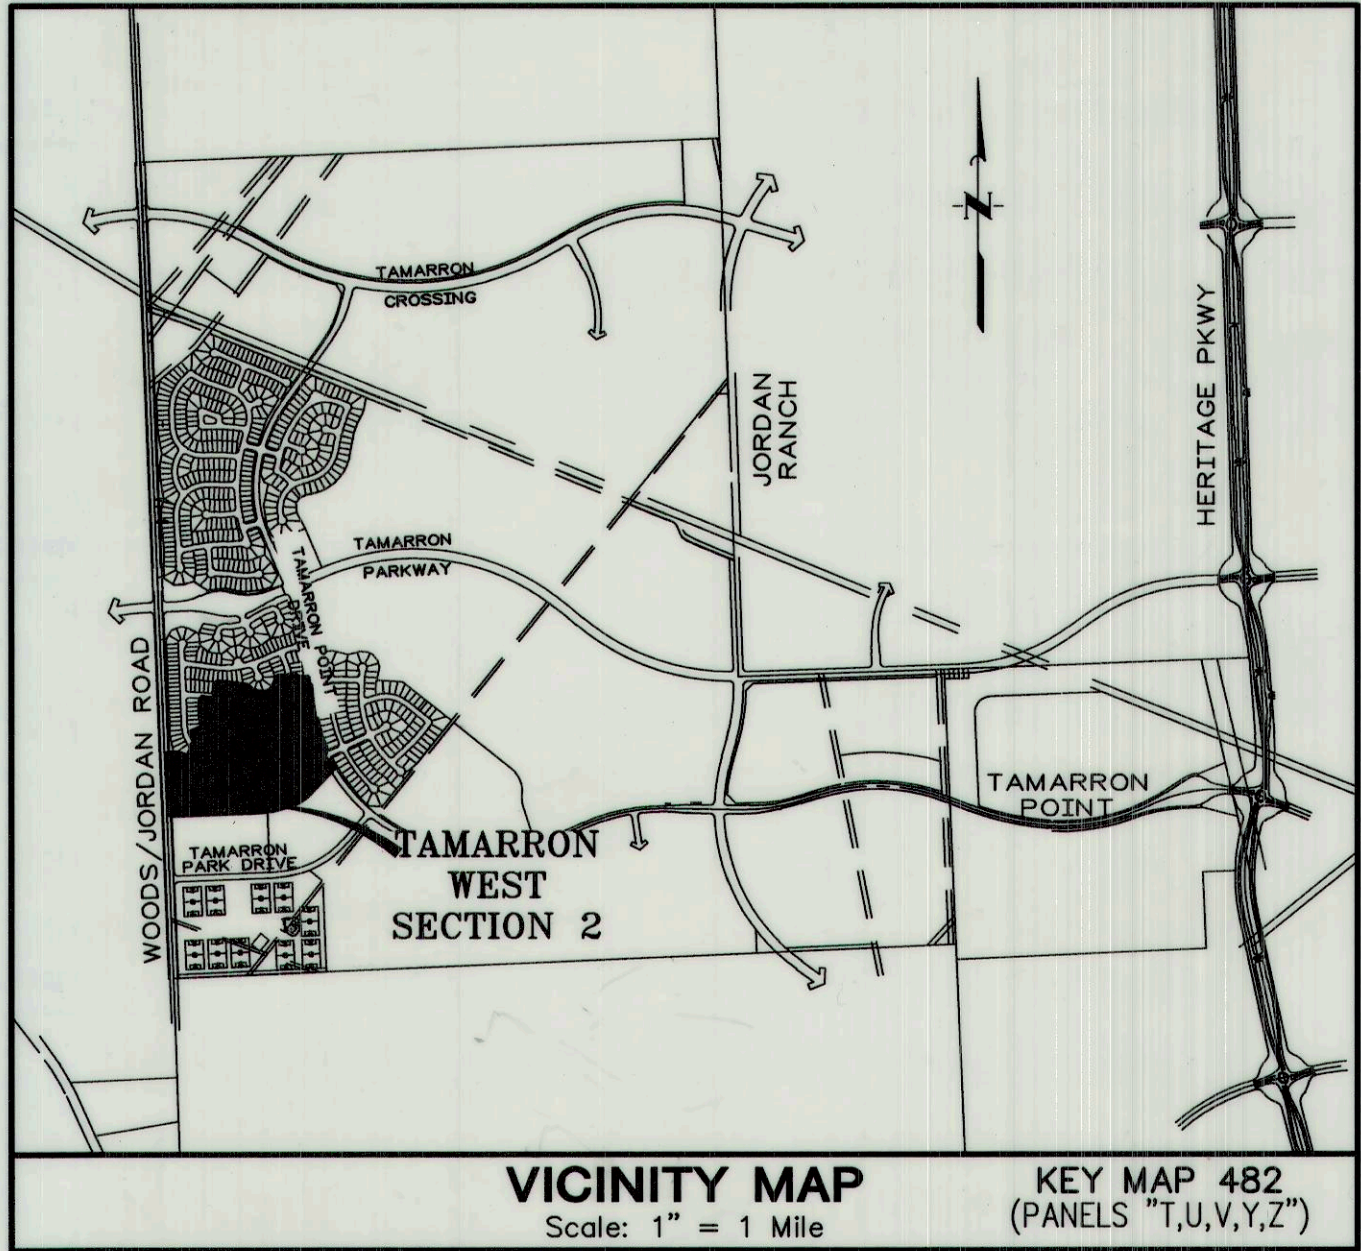 TAMARRON
CROSSING
HERITAGE PKWY
JORDAN
RANCH
TAMARRON
PARKWAY
TAMARRON POINT
DRIVE
WOODS/JORDAN ROAD
TAMARRON
POINT
TAMARRON
PARK DRIVE
TAMARRON
WEST
SECTION 2
N
VICINITY MAP
Scale: 1" = 1 Mile
KEY MAP 482
(PANELS "T,U,V,Y,Z")